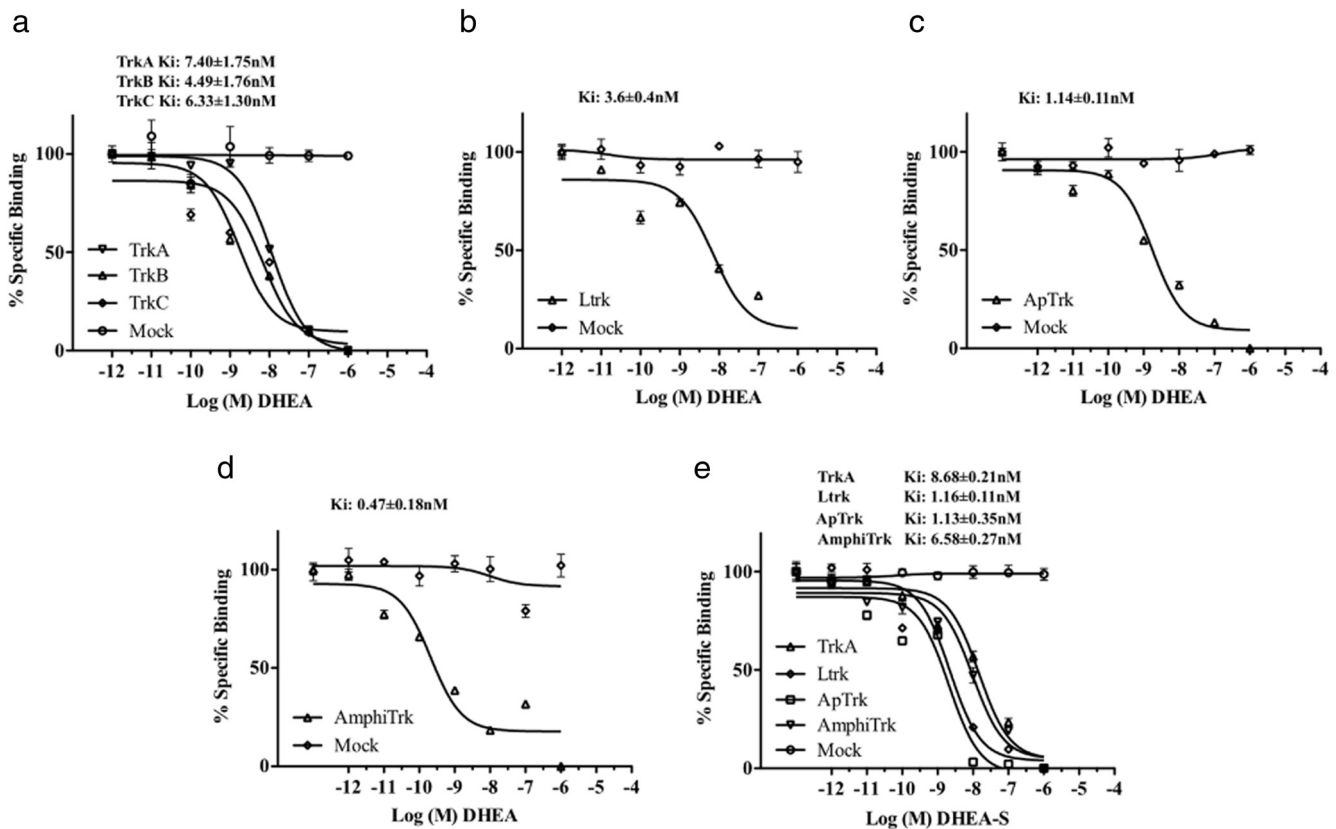 a
TrkA Ki: 7.40±1.75nM
TrkB Ki: 4.49±1.76nM
TrkC Ki: 6.33±1.30nM
% Specific Binding
100
50
0
TrkA
TrkB
TrkC
Mock
-12 -11 -10 -9 -8 -7 -6 -5 -4
Log (M) DHEA
b
Ki: 3.6±0.4nM
% Specific Binding
100
50
0
Ltrk
Mock
-12 -11 -10 -9 -8 -7 -6 -5 -4
Log (M) DHEA
c
Ki: 1.14±0.11nM
% Specific Binding
100
50
0
ApTrk
Mock
-12 -11 -10 -9 -8 -7 -6 -5 -4
Log (M) DHEA
d
Ki: 0.47±0.18nM
% Specific Binding
100
50
0
AmphiTrk
Mock
-12 -11 -10 -9 -8 -7 -6 -5 -4
Log (M) DHEA
e
TrkA Ki: 8.68±0.21nM
Ltrk Ki: 1.16±0.11nM
ApTrk Ki: 1.13±0.35nM
AmphiTrk Ki: 6.58±0.27nM
% Specific Binding
100
50
0
TrkA
Ltrk
ApTrk
AmphiTrk
Mock
-12 -11 -10 -9 -8 -7 -6 -5 -4
Log (M) DHEA-S